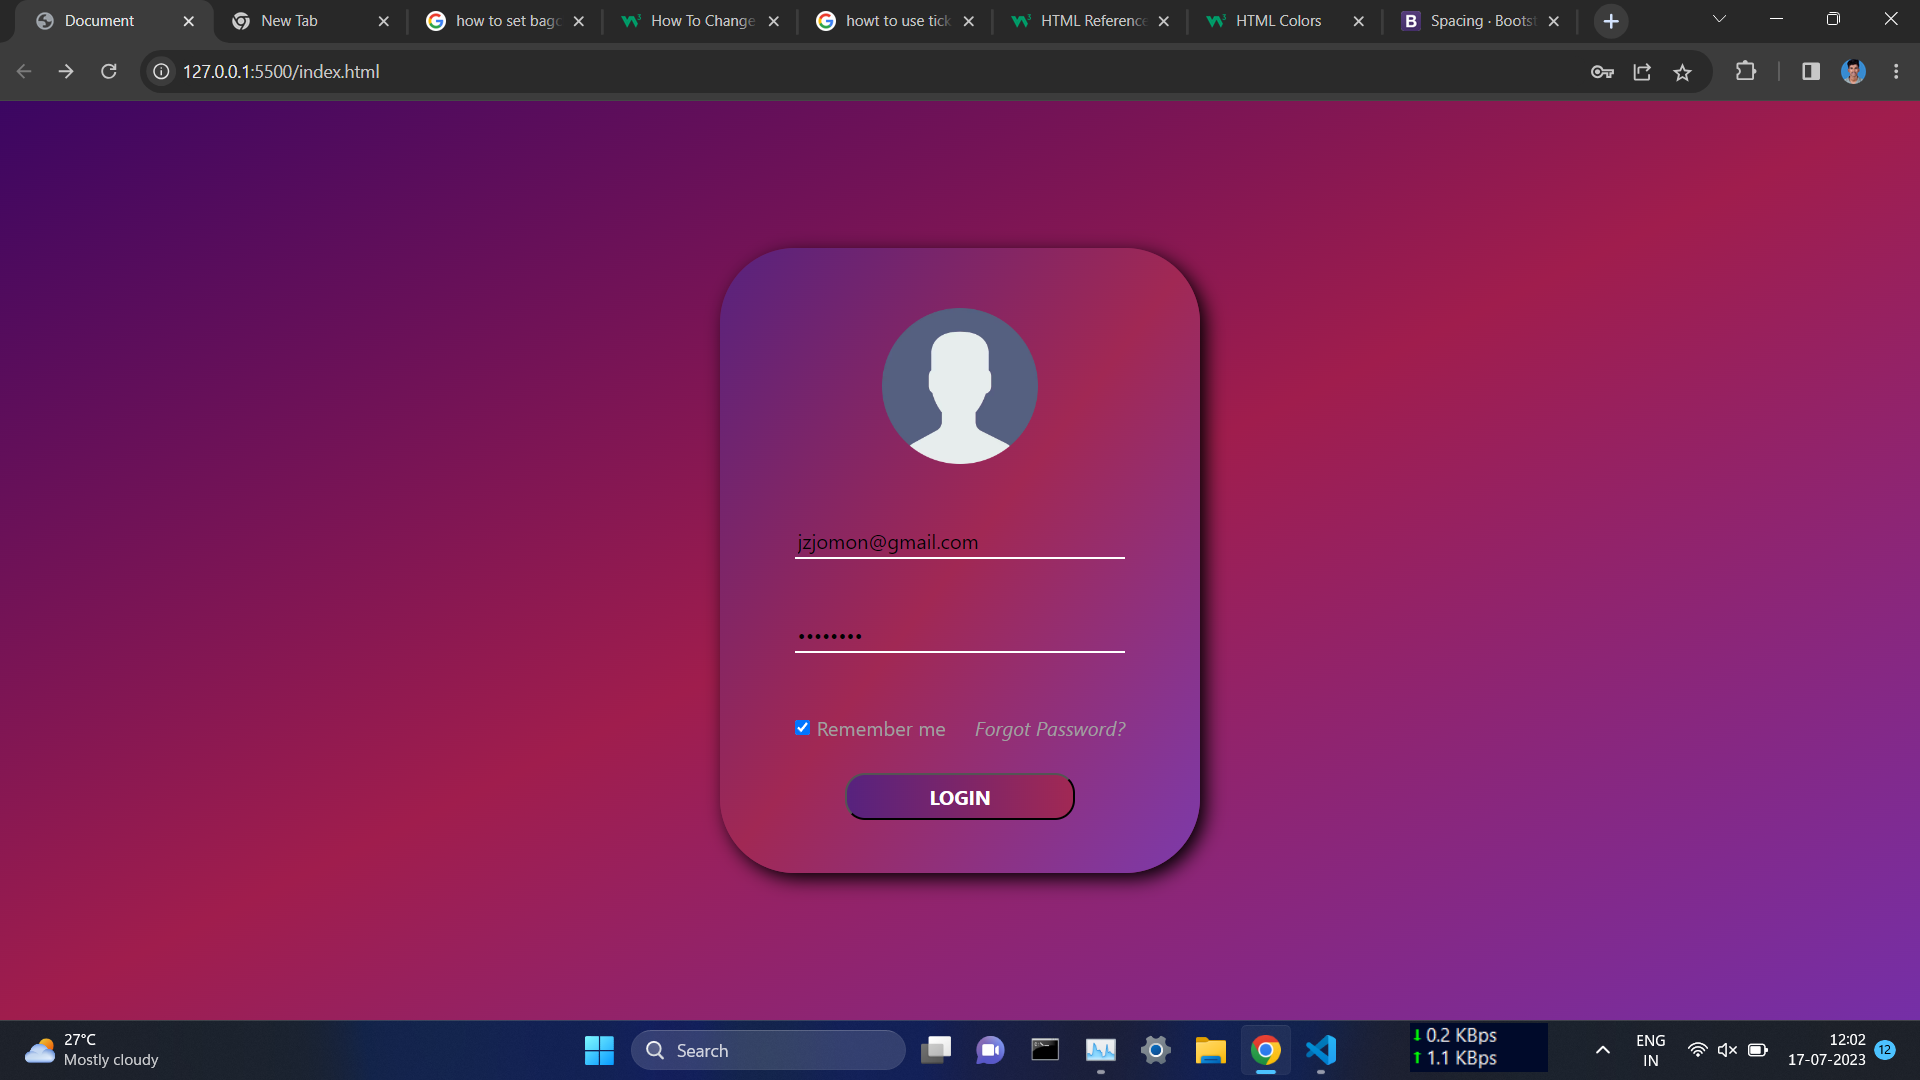 Document
New Tab
how to set bagc
How To Change
howt to use tick
HTML Reference
HTML Colors
B Spacing · Bootst
127.0.0.1:5500/index.html
jzjomon@gmail.com
••••••••
Remember me
Forgot Password?
LOGIN
27°C
Mostly cloudy
Search
0.2 KBps
1.1 KBps
ENG
IN
12:02
17-07-2023
12